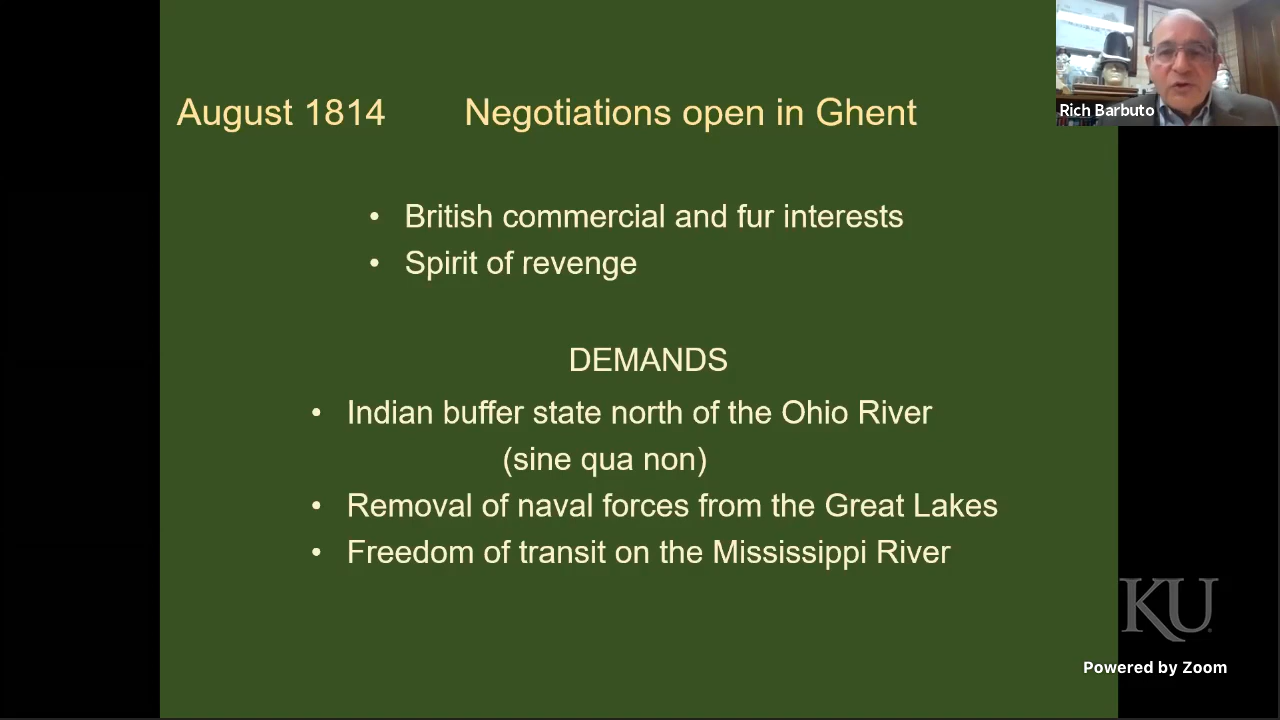 August 1814 Negotiations open in Ghent
Rich Barbuto
• British commercial and fur interests
• Spirit of revenge
DEMANDS
• Indian buffer state north of the Ohio River
(sine qua non)
• Removal of naval forces from the Great Lakes
• Freedom of transit on the Mississippi River
KU
Powered by Zoom